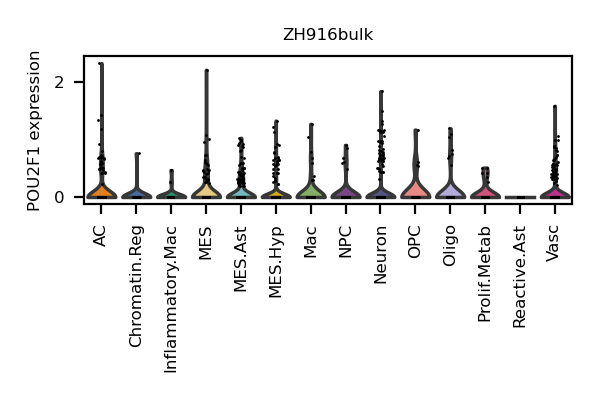 ZH916bulk
POU2F1 expression
2
0
AC
Chromatin.Reg
Inflammatory.Mac
MES
MES.Ast
MES.Hyp
Mac
NPC
Neuron
OPC
Oligo
Prolif.Metab
Reactive.Ast
Vasc